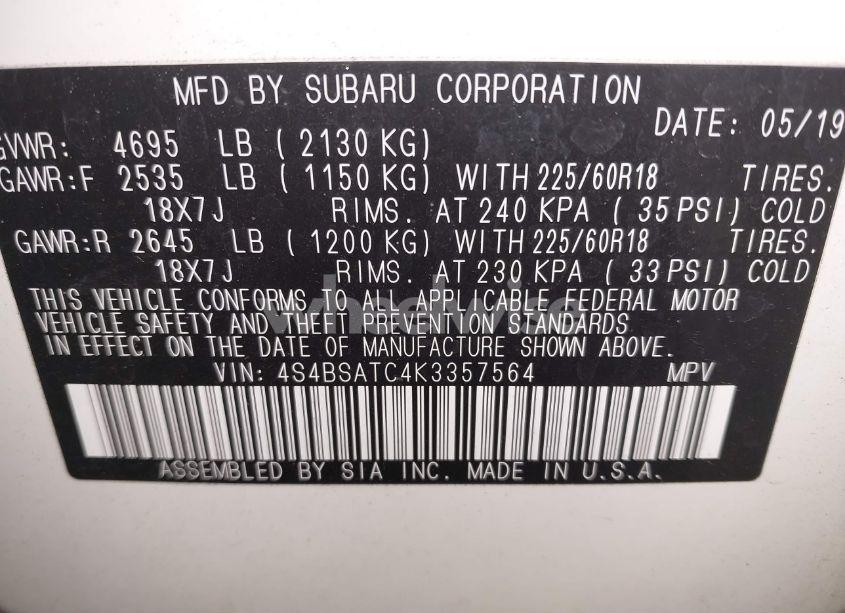 MFD BY SUBARU CORPORATION
DATE: 05/19
GVWR: 4695 LB (2130 KG)
GAWR:F 2535 LB (1150 KG) WITH 225/60R18 TIRES.
18X7J RIMS. AT 240 KPA (35 PSI) COLD
GAWR:R 2645 LB (1200 KG) WITH 225/60R18 TIRES.
18X7J RIMS. AT 230 KPA (33 PSI) COLD
THIS VEHICLE CONFORMS TO ALL APPLICABLE FEDERAL MOTOR
VEHICLE SAFETY AND THEFT PREVENTION STANDARDS
IN EFFECT ON THE DATE OF MANUFACTURE SHOWN ABOVE.
VIN: 4S4BSATC4K3357564 MPV
ASSEMBLED BY SIA INC. MADE IN U.S.A.
wheelwise